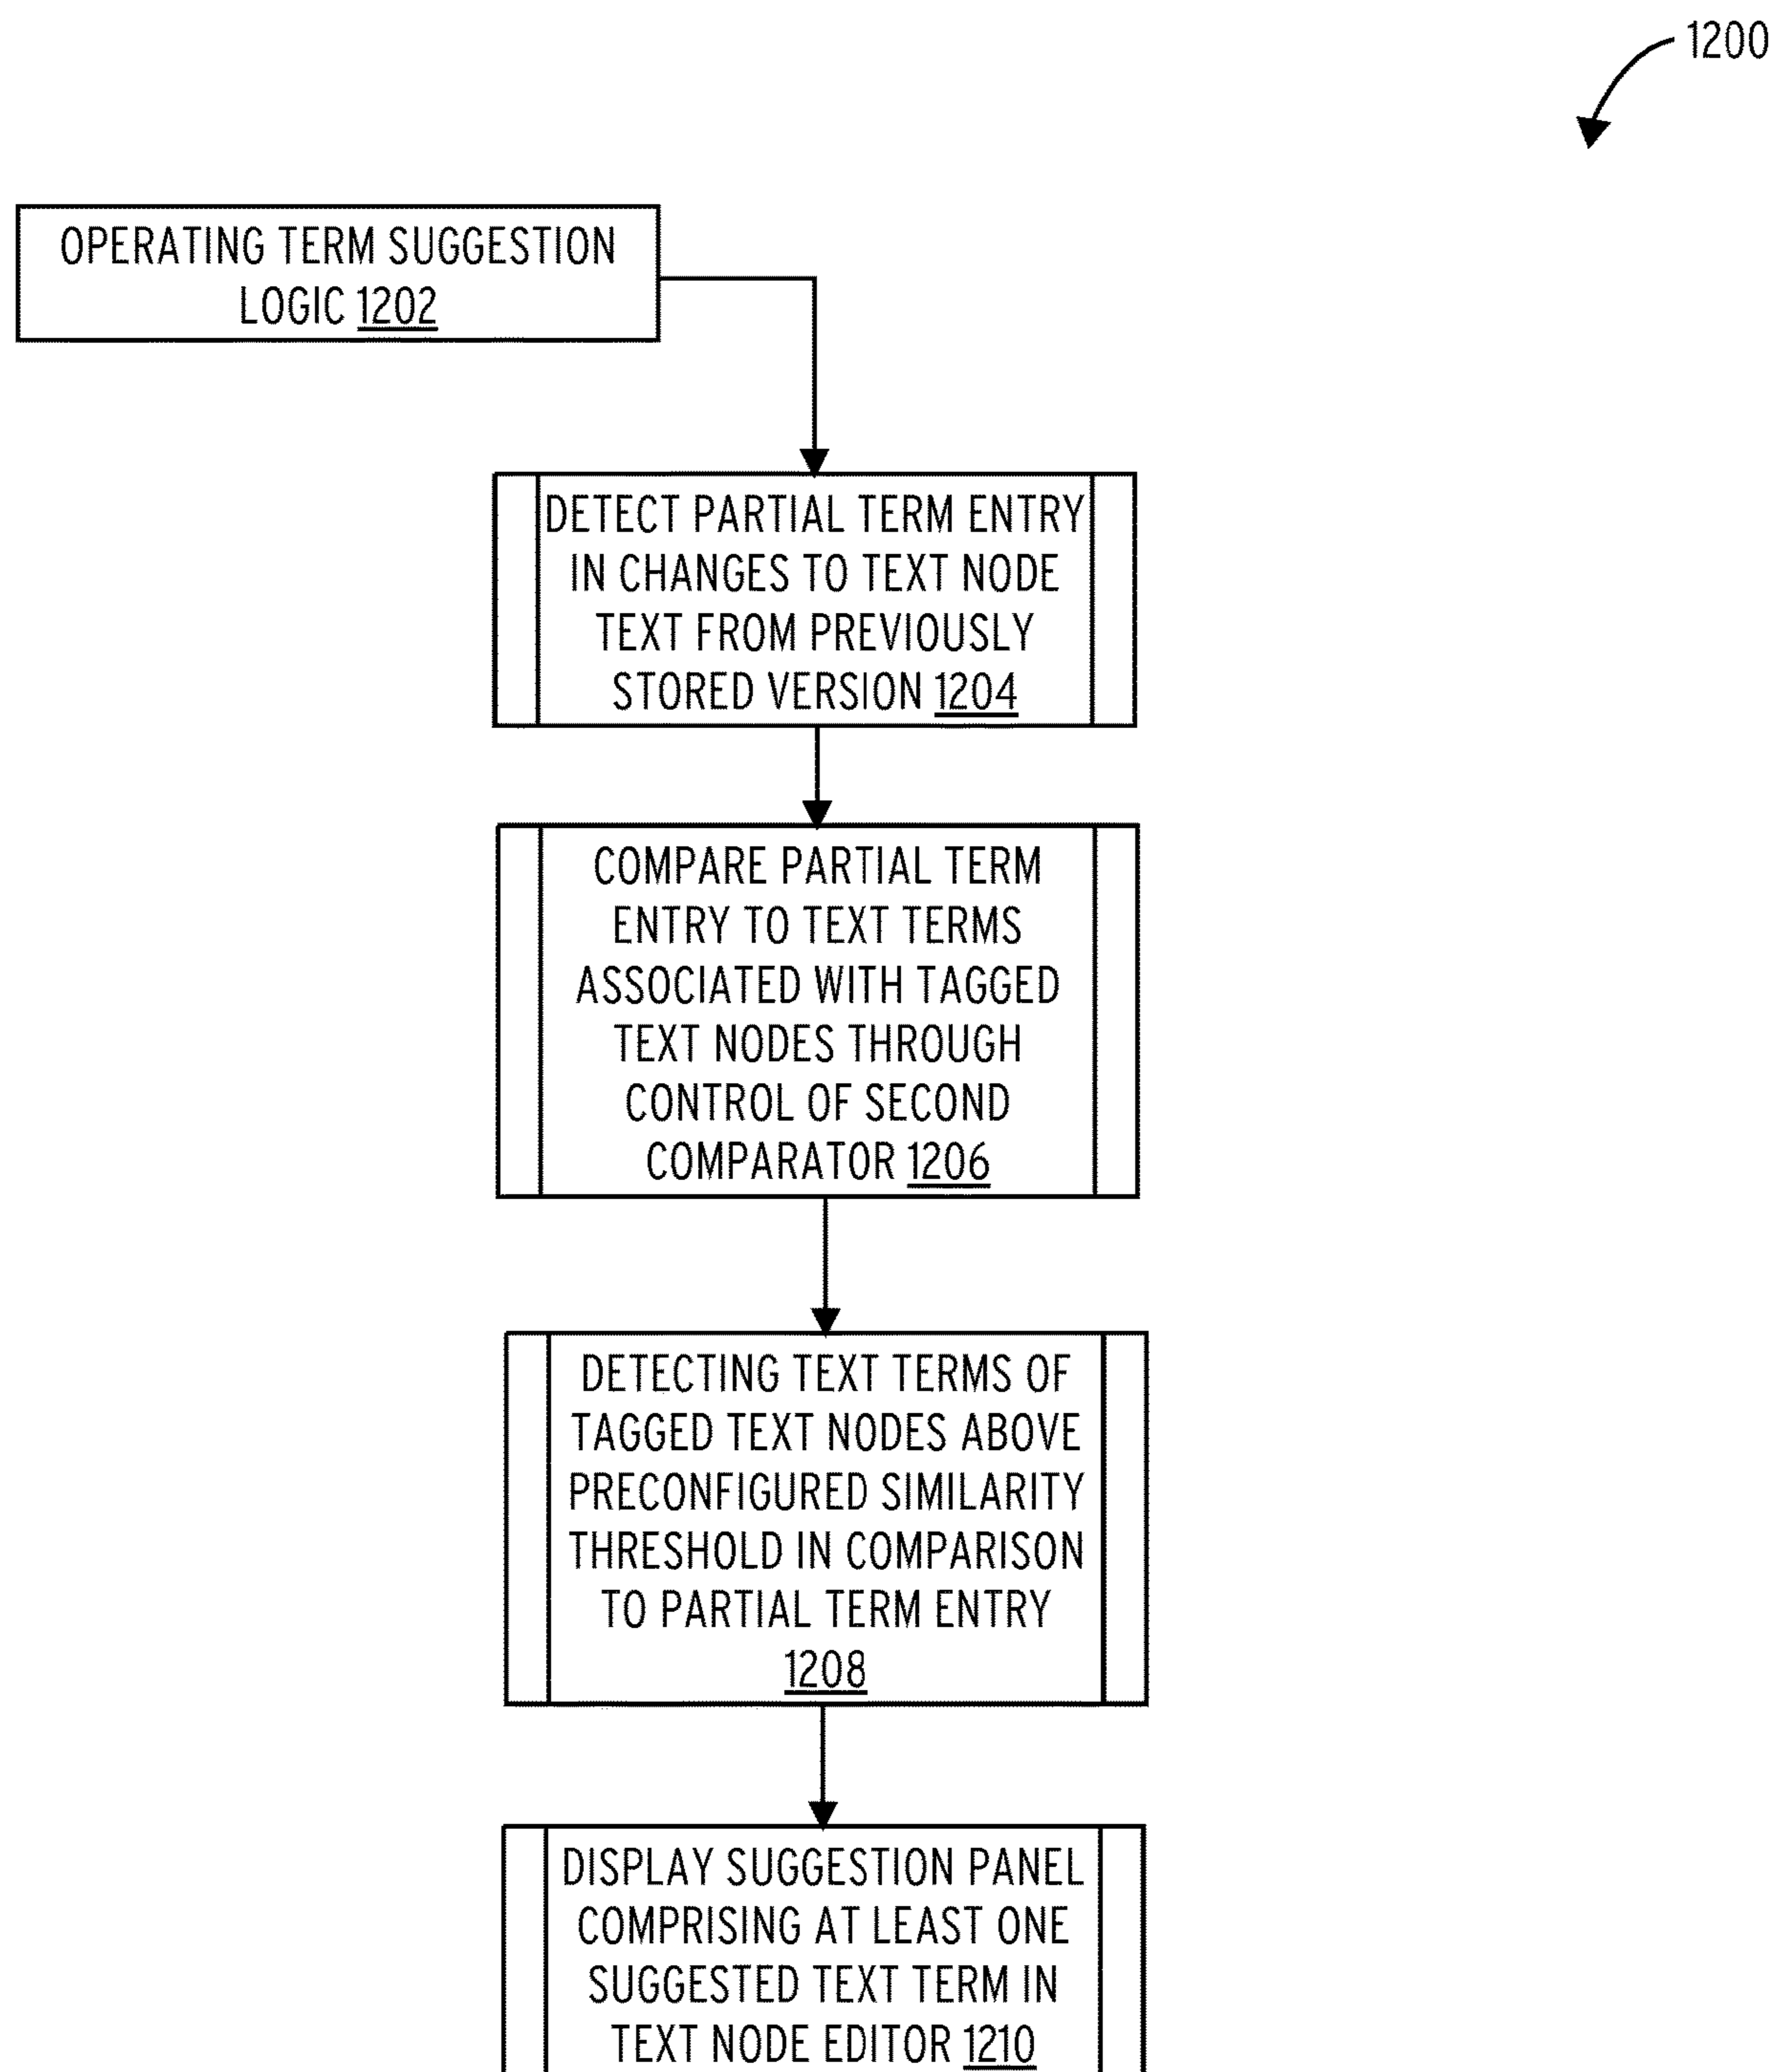 1200
OPERATING TERM SUGGESTION
LOGIC 1202
DETECT PARTIAL TERM ENTRY
IN CHANGES TO TEXT NODE
TEXT FROM PREVIOUSLY
STORED VERSION 1204
COMPARE PARTIAL TERM
ENTRY TO TEXT TERMS
ASSOCIATED WITH TAGGED
TEXT NODES THROUGH
CONTROL OF SECOND
COMPARATOR 1206
DETECTING TEXT TERMS OF
TAGGED TEXT NODES ABOVE
PRECONFIGURED SIMILARITY
THRESHOLD IN COMPARISON
TO PARTIAL TERM ENTRY
1208
DISPLAY SUGGESTION PANEL
COMPRISING AT LEAST ONE
SUGGESTED TEXT TERM IN
TEXT NODE EDITOR 1210